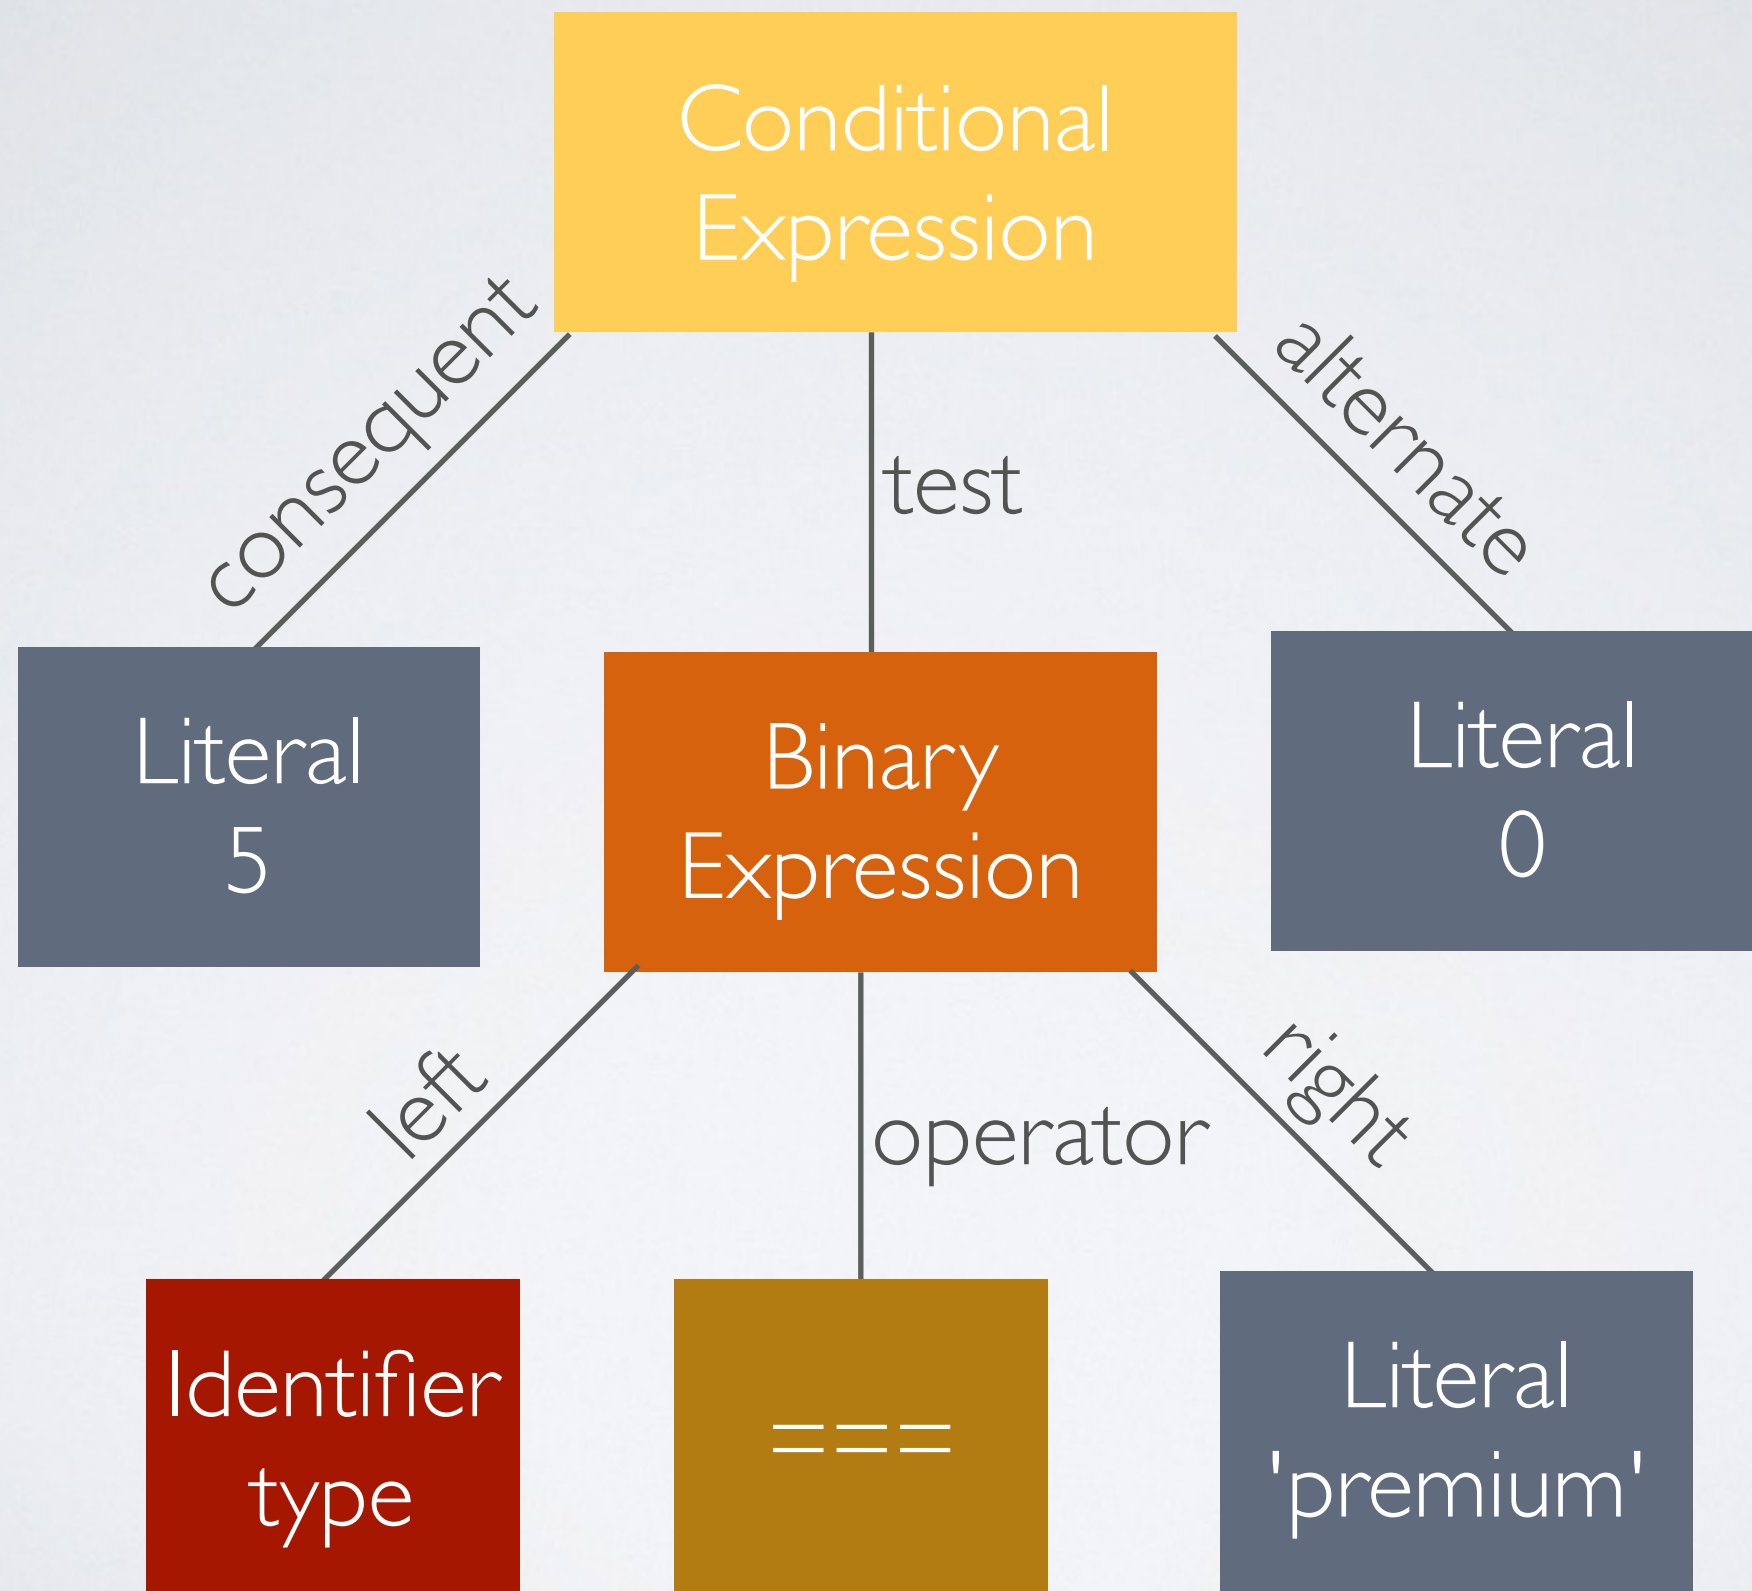 Conditional
Expression
consequent
test
alternate
Literal
5
Binary
Expression
Literal
0
left
operator
right
Identifier
type
===
Literal
'premium'